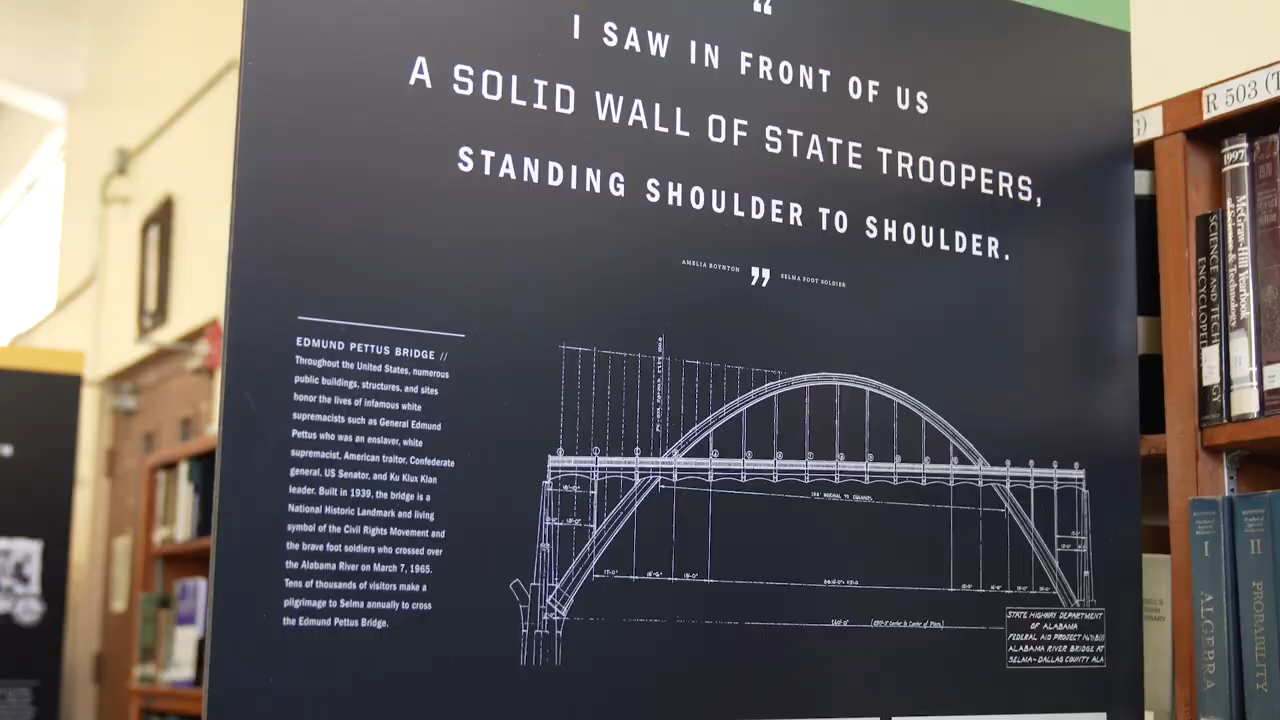 “
I SAW IN FRONT OF US
A SOLID WALL OF STATE TROOPERS,
STANDING SHOULDER TO SHOULDER.
AMELIA BOYNTON ” SELMA FOOT SOLDIER
EDMUND PETTUS BRIDGE //
Throughout the United States, numerous
public buildings, structures, and sites
honor the lives of infamous white
supremacists such as General Edmund
Pettus who was an enslaver, white
supremacist, American traitor, Confederate
general, US Senator, and Ku Klux Klan
leader. Built in 1939, the bridge is a
National Historic Landmark and living
symbol of the Civil Rights Movement and
the brave foot soldiers who crossed over
the Alabama River on March 7, 1965.
Tens of thousands of visitors make a
pilgrimage to Selma annually to cross
the Edmund Pettus Bridge.
STATE HIGHWAY DEPARTMENT
OF ALABAMA
FEDERAL AID PROJECT
ALABAMA RIVER BRIDGE AT
SELMA-DALLAS COUNTY ALA
R 503 (T
1997
McGraw-Hill Yearbook
of Science & Technology
SCIENCE AND TECH
ENCYCLOPED
GY
I
ALGEBRA
II
PROBABILITY